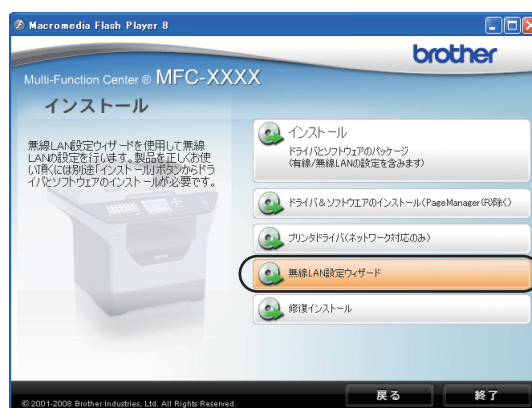 Macromedia Flash Player 8
brother
Multi-Function Center ® MFC-XXXX
インストール
無線LAN設定ウィザードを使用して無線
LANの設定を行います。製品を正しくお使
い頂くには別途「インストール」ボタンからドラ
イバとソフトウェアのインストールが必要です。
インストール
ドライバとソフトウェアのパッケージ
(有線/無線LANの設定を含みます)
ドライバ&ソフトウエアのインストール(PageManager(R)除く)
プリンタドライバ(ネットワーク対応のみ)
無線LAN設定ウィザード
修復インストール
© 2001-2008 Brother Industries, Ltd. All Rights Reserved.
戻る
終了